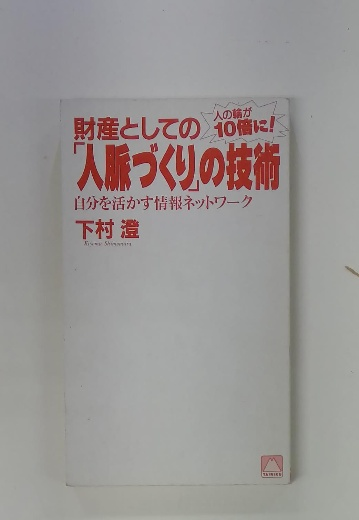 人の輪が
10倍に!
財産としての
「人脈づくり」の技術
自分を活かす情報ネットワーク
下村 澄